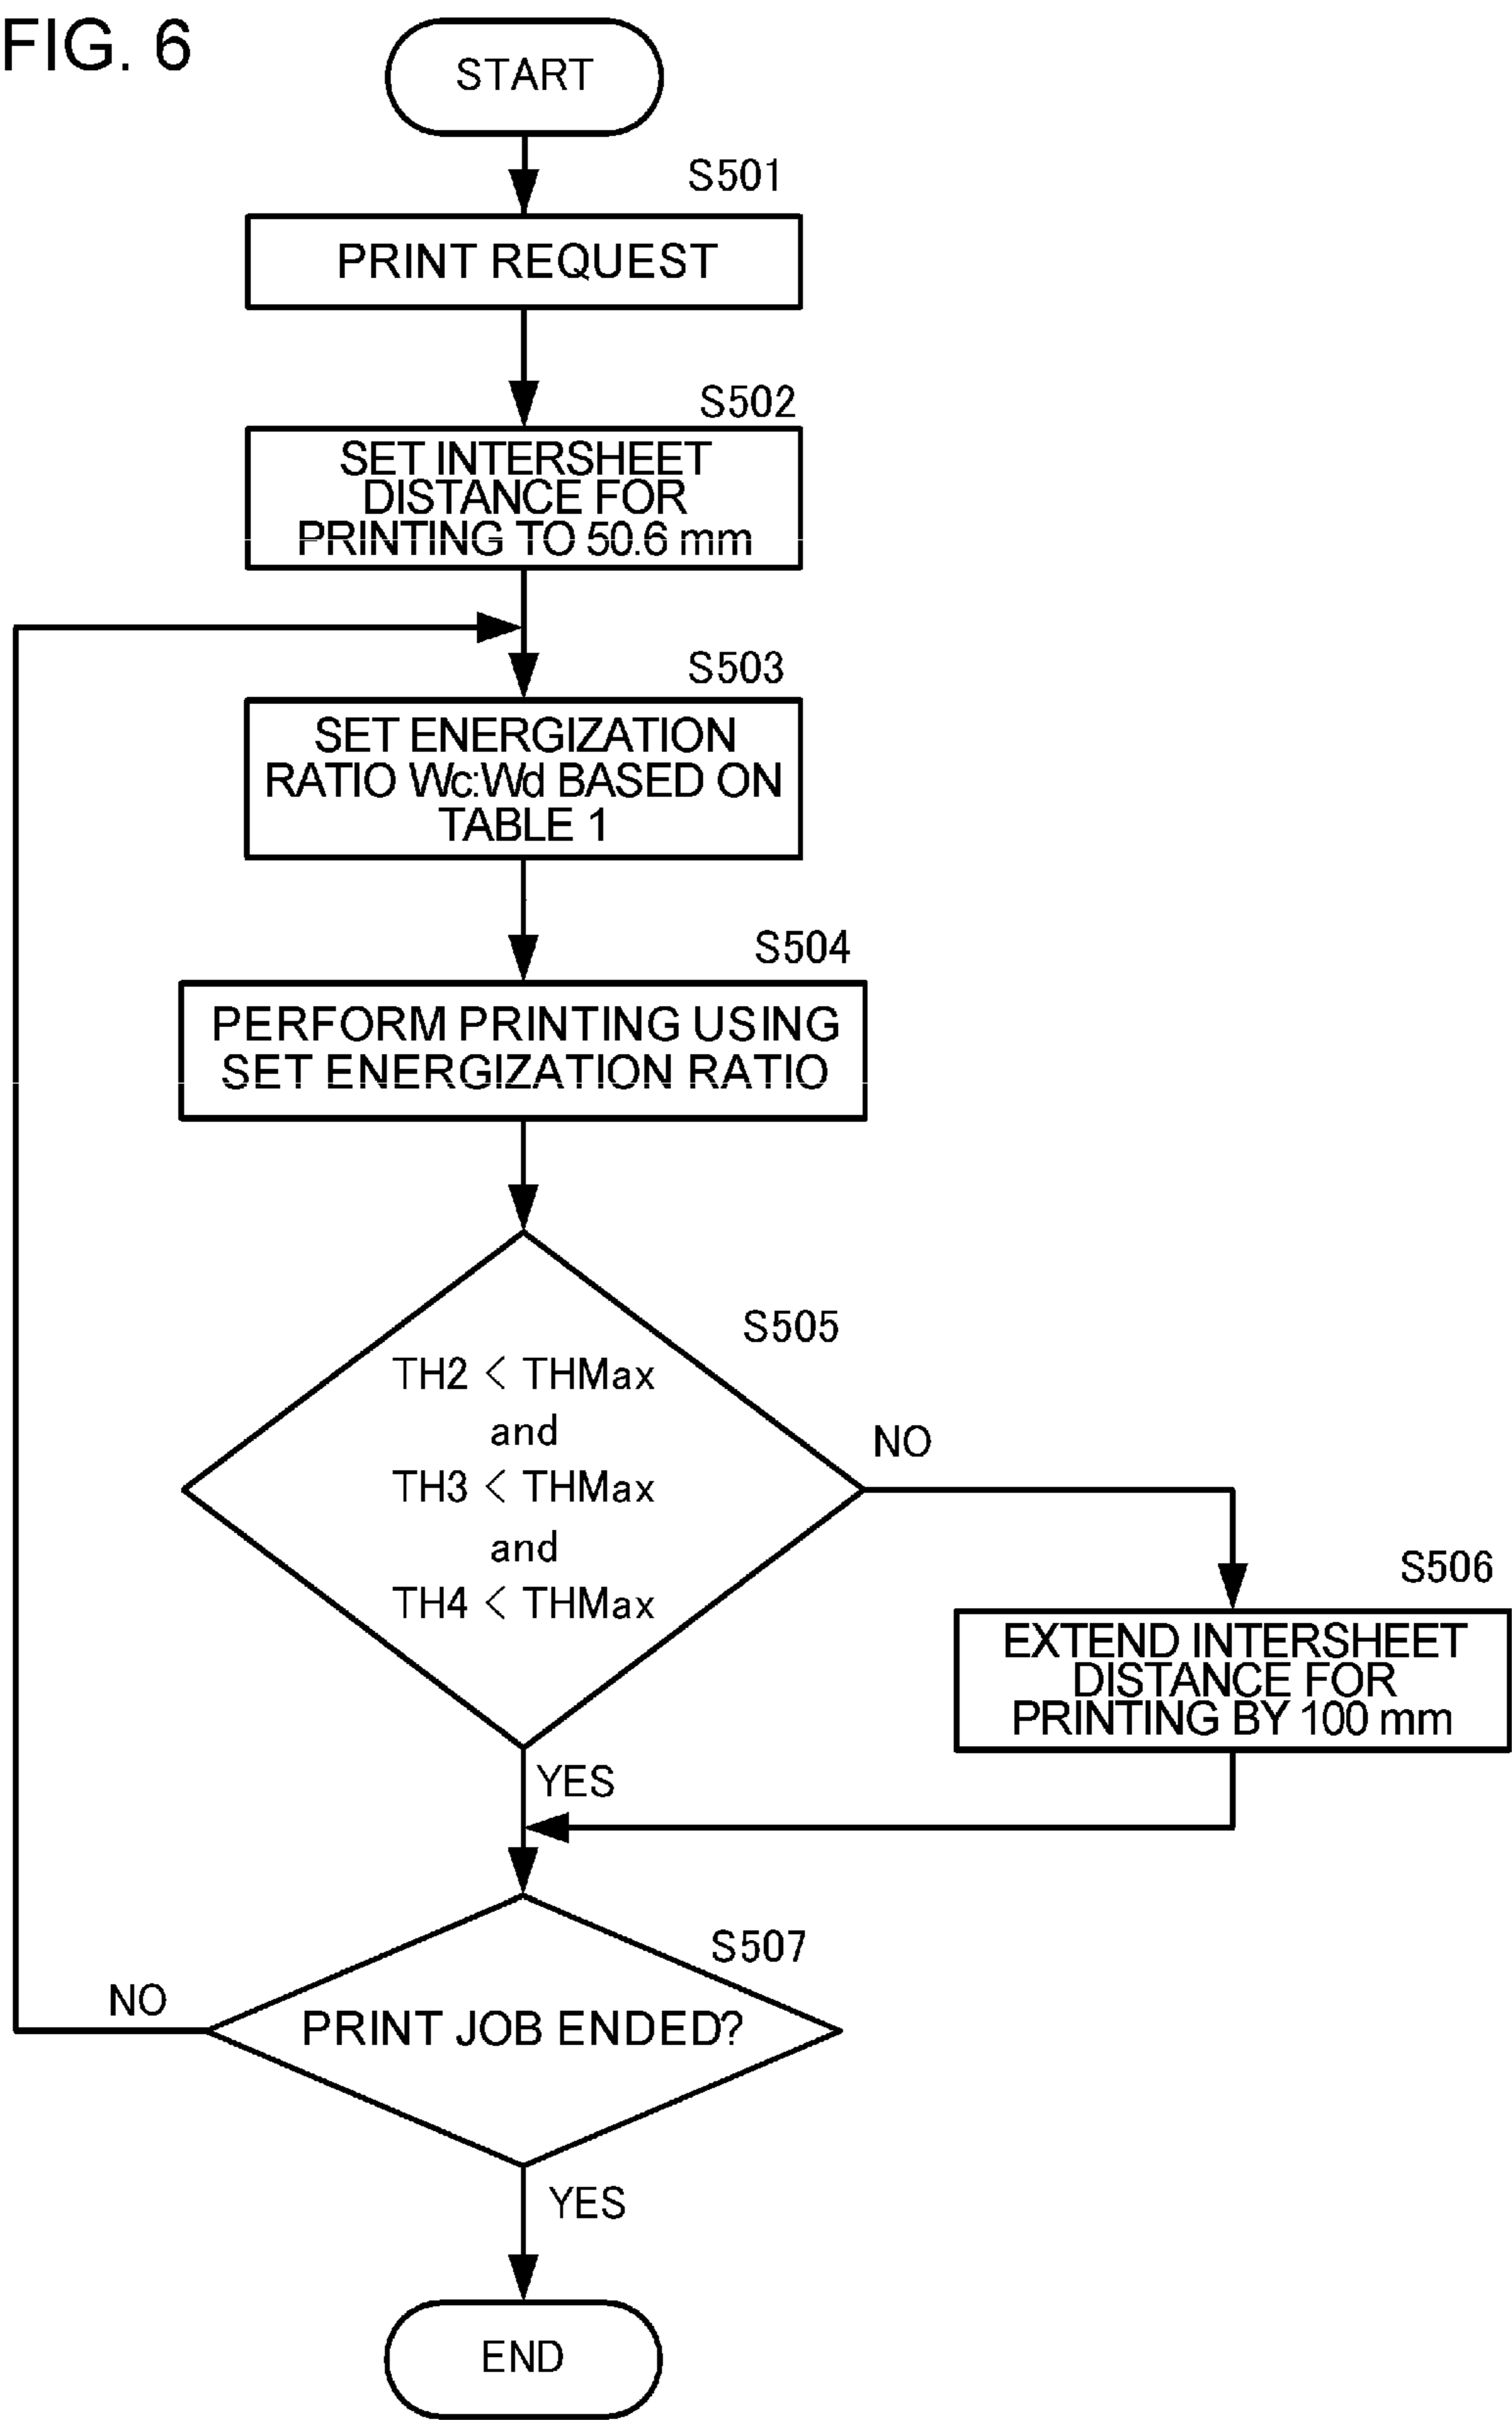 FIG. 6
START
S501
PRINT REQUEST
S502
SET INTERSHEET
DISTANCE FOR
PRINTING TO 50.6 mm
S503
SET ENERGIZATION
RATIO Wc:Wd BASED ON
TABLE 1
S504
PERFORM PRINTING USING
SET ENERGIZATION RATIO
S505
TH2 < THMax
and
TH3 < THMax
and
TH4 < THMax
NO
S506
EXTEND INTERSHEET
DISTANCE FOR
PRINTING BY 100 mm
YES
S507
PRINT JOB ENDED?
NO
YES
END